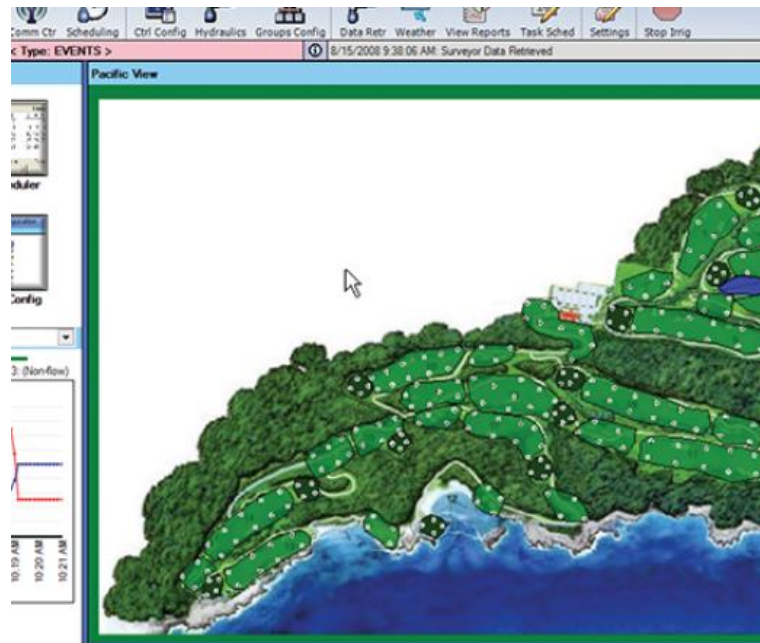 Comm Ctr Scheduling Ctrl Config Hydraulics Groups Config Data Retr Weather View Reports Task Sched Settings Stop Irrig
< Type: EVENTS > 8/15/2008 9:38:06 AM: Surveyor Data Retrieved
Pacific View
duler
Config
3: (Non-flow)
10:19 AM
10:20 AM
10:21 AM